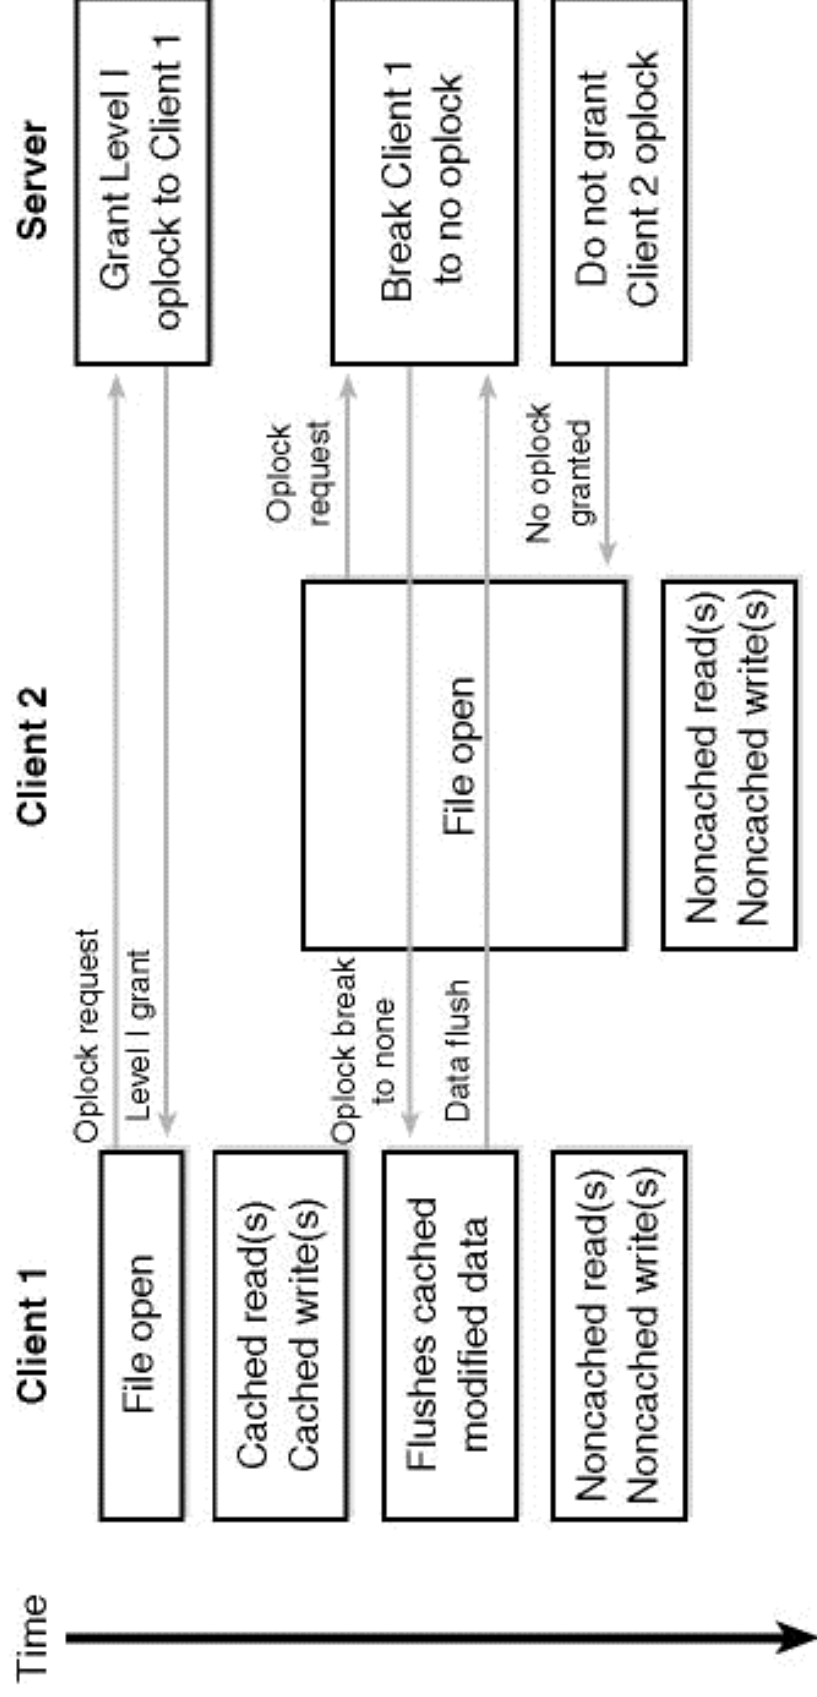 Time
Client 1
Client 2
Server
File open
Oplock request
Level I grant
Grant Level I
oplock to Client 1
Cached read(s)
Cached write(s)
File open
Oplock
request
Break Client 1
to no oplock
Oplock break
to none
Flushes cached
modified data
Data flush
Do not grant
Client 2 oplock
No oplock
granted
Noncached read(s)
Noncached write(s)
Noncached read(s)
Noncached write(s)